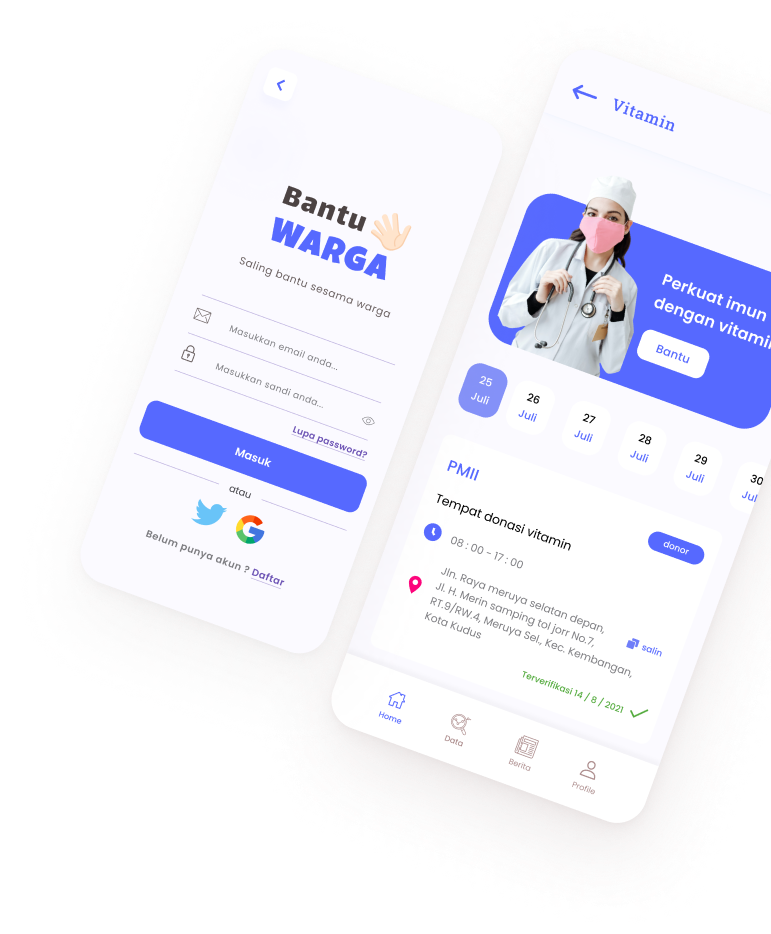 Bantu
WARGA
Saling bantu sesama warga
Masukkan email anda...
Masukkan sandi anda...
Lupa password?
Masuk
atau
Belum punya akun ? Daftar
Vitamin
Perkuat imun
dengan vitamin
Bantu
25 Juli
26 Juli
27 Juli
28 Juli
29 Juli
30 Jul
PMII
Tempat donasi vitamin
donor
08 : 00 - 17 : 00
Jln. Raya meruya selatan depan,
Jl. H. Merin samping tol jorr No.7,
RT.9/RW.4, Meruya Sel., Kec. Kembangan,
Kota Kudus
salin
Terverifikasi 14 / 8 / 2021
Home
Data
Berita
Profile